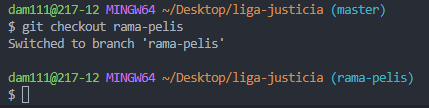 dam111@217-12 MINGW64 ~/Desktop/liga-justicia (master)
$ git checkout rama-pelis
Switched to branch 'rama-pelis'
dam111@217-12 MINGW64 ~/Desktop/liga-justicia (rama-pelis)
$